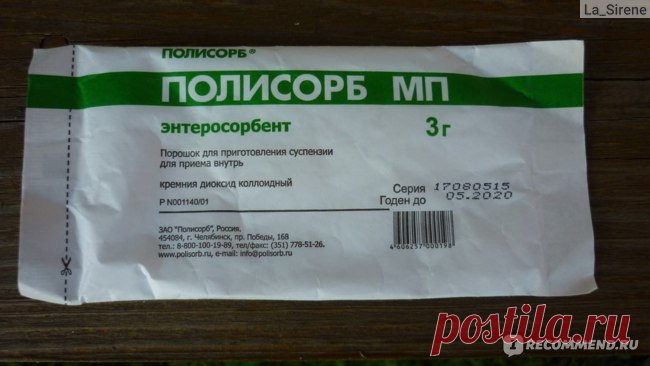 La_Sirene
ПОЛИСОРБ®
ПОЛИСОРБ МП
энтеросорбент 3 г
Порошок для приготовления суспензии
для приема внутрь
кремния диоксид коллоидный
Р N001140/01
Серия 17080515
Годен до 05.2020
ЗАО "Полисорб", Россия,
454084, г. Челябинск, пр. Победы, 168
тел.: 8-800-100-19-89, тел/факс: (351) 778-51-26.
www.polisorb.ru, e-mail: info@polisorb.ru
4 606257 000198
postila.ru
RECOMMEND.RU